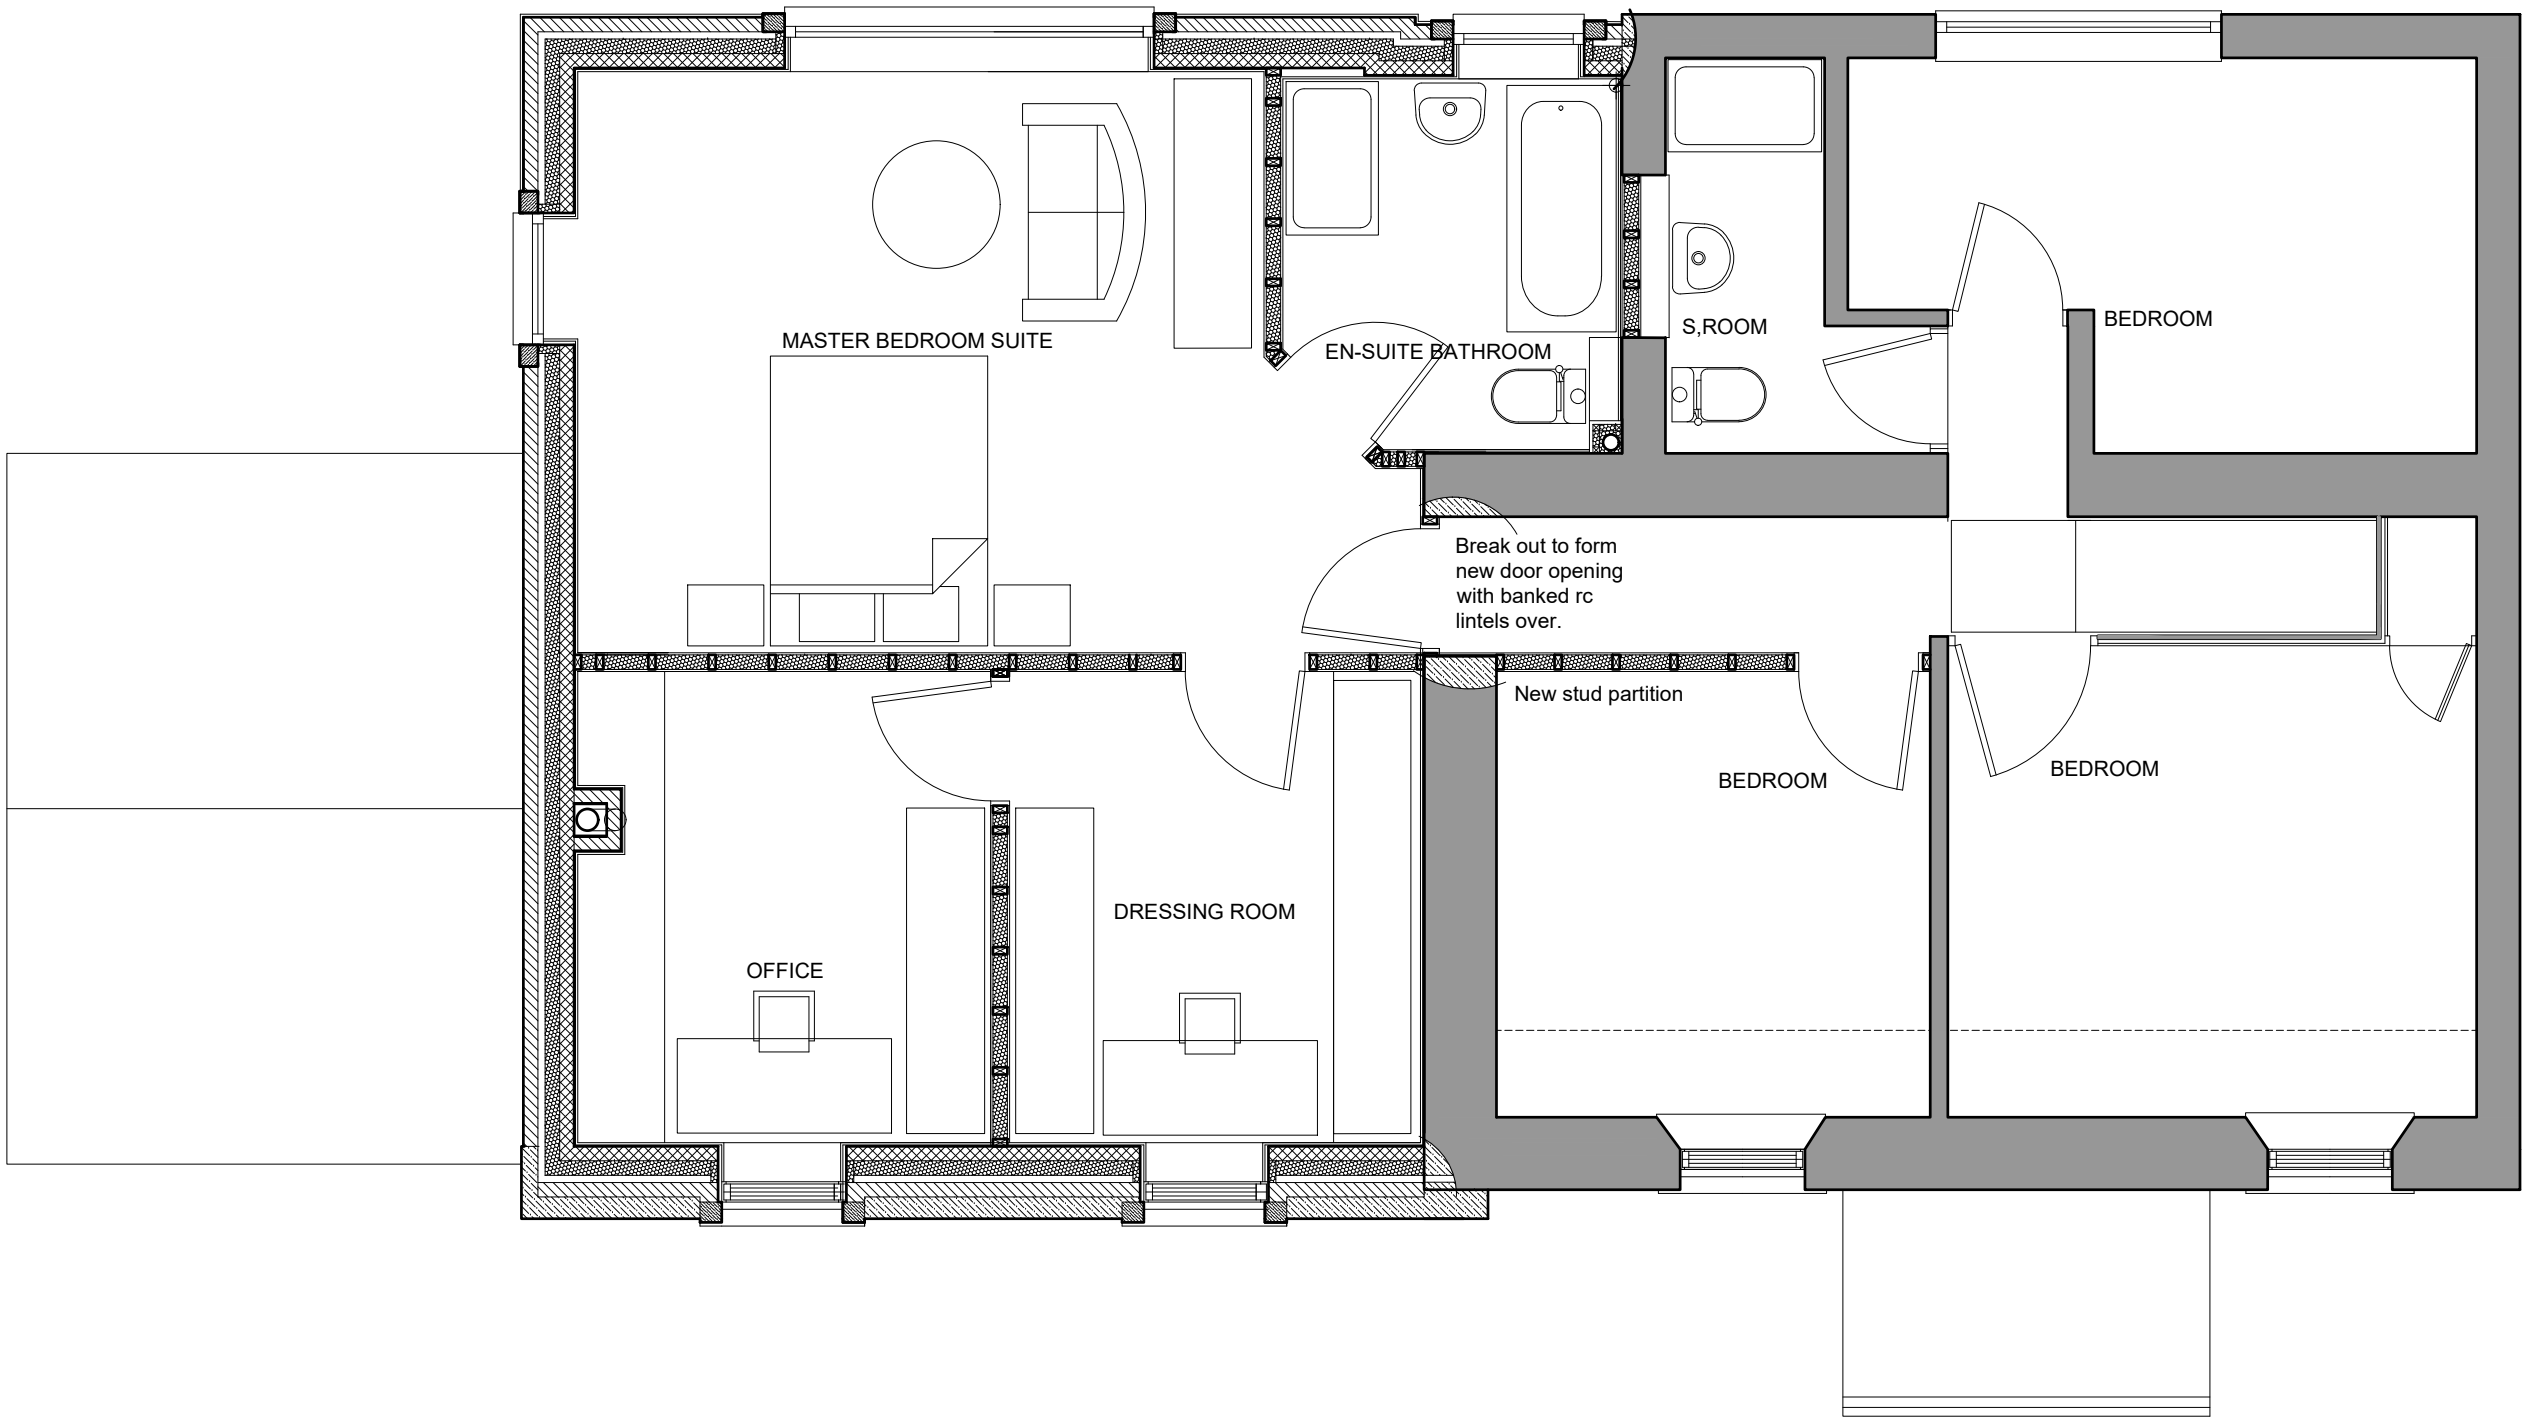 MASTER BEDROOM SUITE
EN-SUITE BATHROOM
S,ROOM
BEDROOM
Break out to form
new door opening
with banked rc
lintels over.
New stud partition
BEDROOM
BEDROOM
DRESSING ROOM
OFFICE